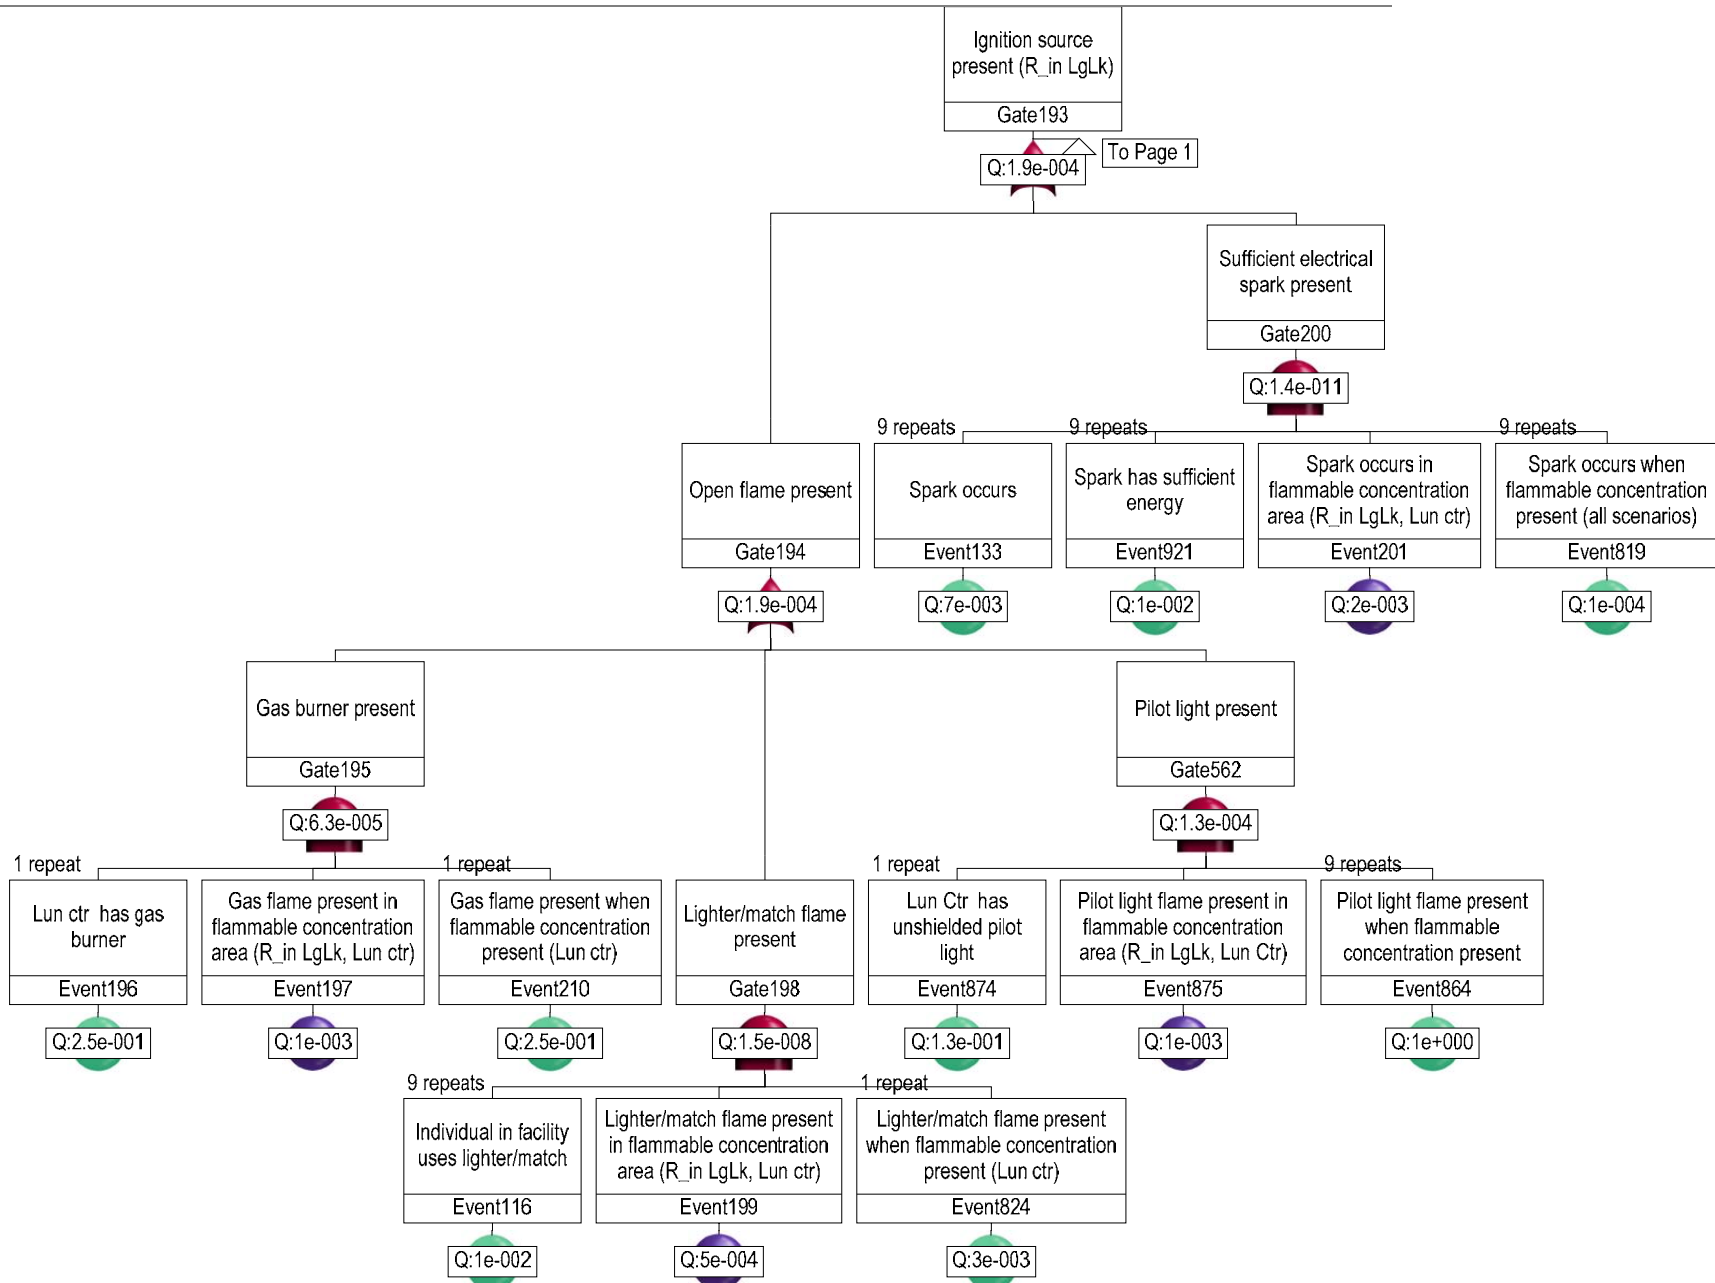 Ignition source
present (R_in LgLk)
Gate193
To Page 1
Q:1.9e-004
Sufficient electrical
spark present
Gate200
Q:1.4e-011
9 repeats
9 repeats
9 repeats
Open flame present
Gate194
Q:1.9e-004
Spark occurs
Event133
Q:7e-003
Spark has sufficient
energy
Event921
Q:1e-002
Spark occurs in
flammable concentration
area (R_in LgLk, Lun ctr)
Event201
Q:2e-003
Spark occurs when
flammable concentration
present (all scenarios)
Event819
Q:1e-004
Gas burner present
Gate195
Q:6.3e-005
Pilot light present
Gate562
Q:1.3e-004
1 repeat
1 repeat
1 repeat
9 repeats
Lun ctr has gas
burner
Event196
Q:2.5e-001
Gas flame present in
flammable concentration
area (R_in LgLk, Lun ctr)
Event197
Q:1e-003
Gas flame present when
flammable concentration
present (Lun ctr)
Event210
Q:2.5e-001
Lighter/match flame
present
Gate198
Q:1.5e-008
Lun Ctr has
unshielded pilot
light
Event874
Q:1.3e-001
Pilot light flame present in
flammable concentration
area (R_in LgLk, Lun Ctr)
Event875
Q:1e-003
Pilot light flame present
when flammable
concentration present
Event864
Q:1e+000
9 repeats
1 repeat
Individual in facility
uses lighter/match
Event116
Q:1e-002
Lighter/match flame present
in flammable concentration
area (R_in LgLk, Lun ctr)
Event199
Q:5e-004
Lighter/match flame present
when flammable concentration
present (Lun ctr)
Event824
Q:3e-003